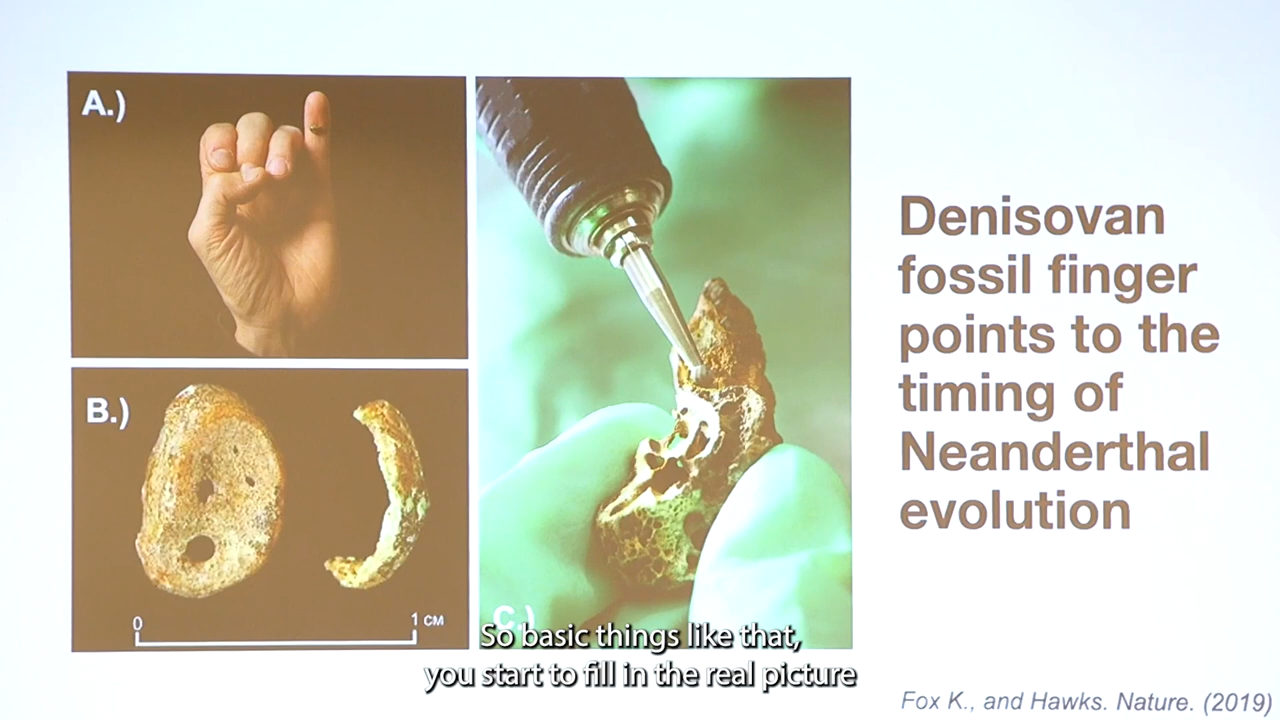 A.)
B.)
0
1 см
C.)
Denisovan
fossil finger
points to the
timing of
Neanderthal
evolution
So basic things like that,
you start to fill in the real picture
Fox K., and Hawks. Nature. (2019)